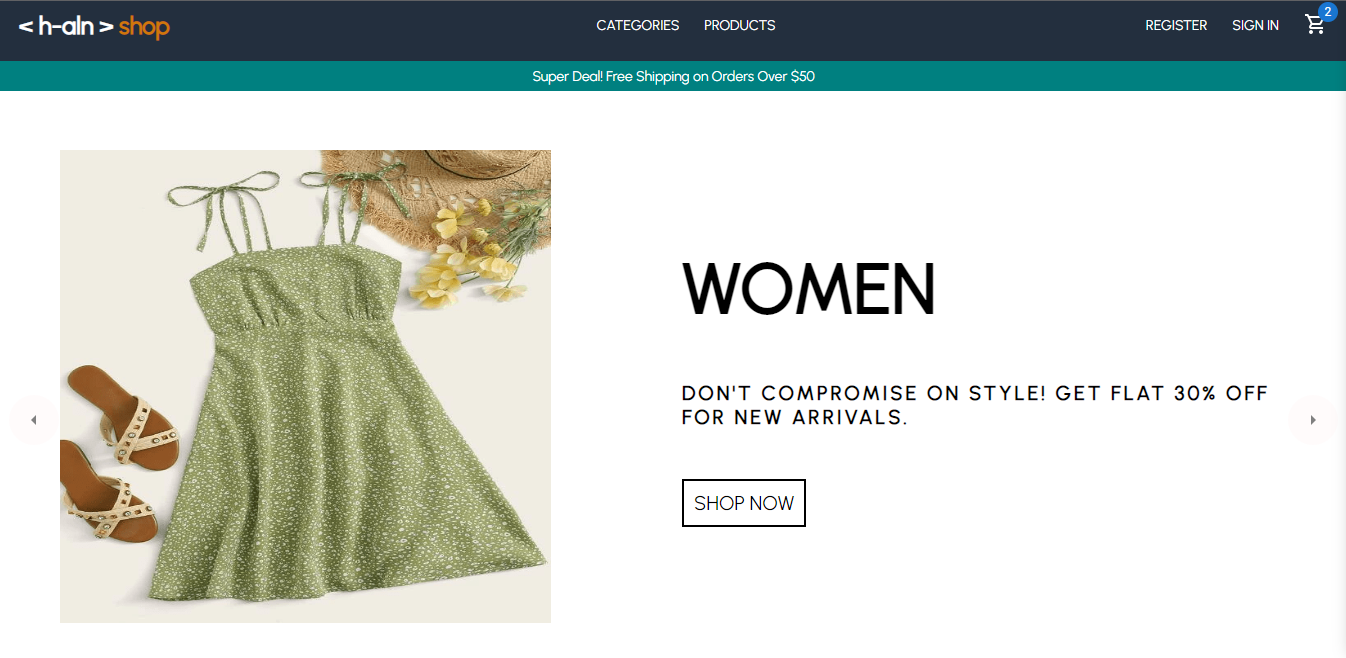 < h-aln > shop
CATEGORIES PRODUCTS
REGISTER SIGN IN 2
Super Deal! Free Shipping on Orders Over $50
WOMEN
DON'T COMPROMISE ON STYLE! GET FLAT 30% OFF
FOR NEW ARRIVALS.
SHOP NOW